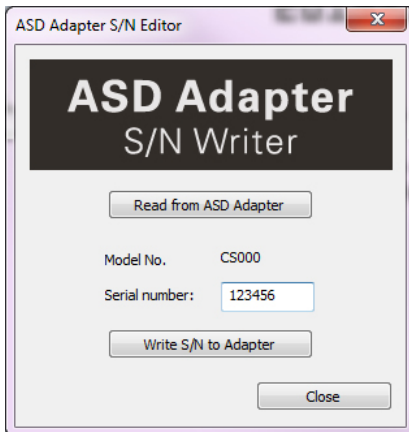 ASD Adapter S/N Editor
ASD Adapter
S/N Writer
Read from ASD Adapter
Model No. CS000
Serial number: 123456
Write S/N to Adapter
Close